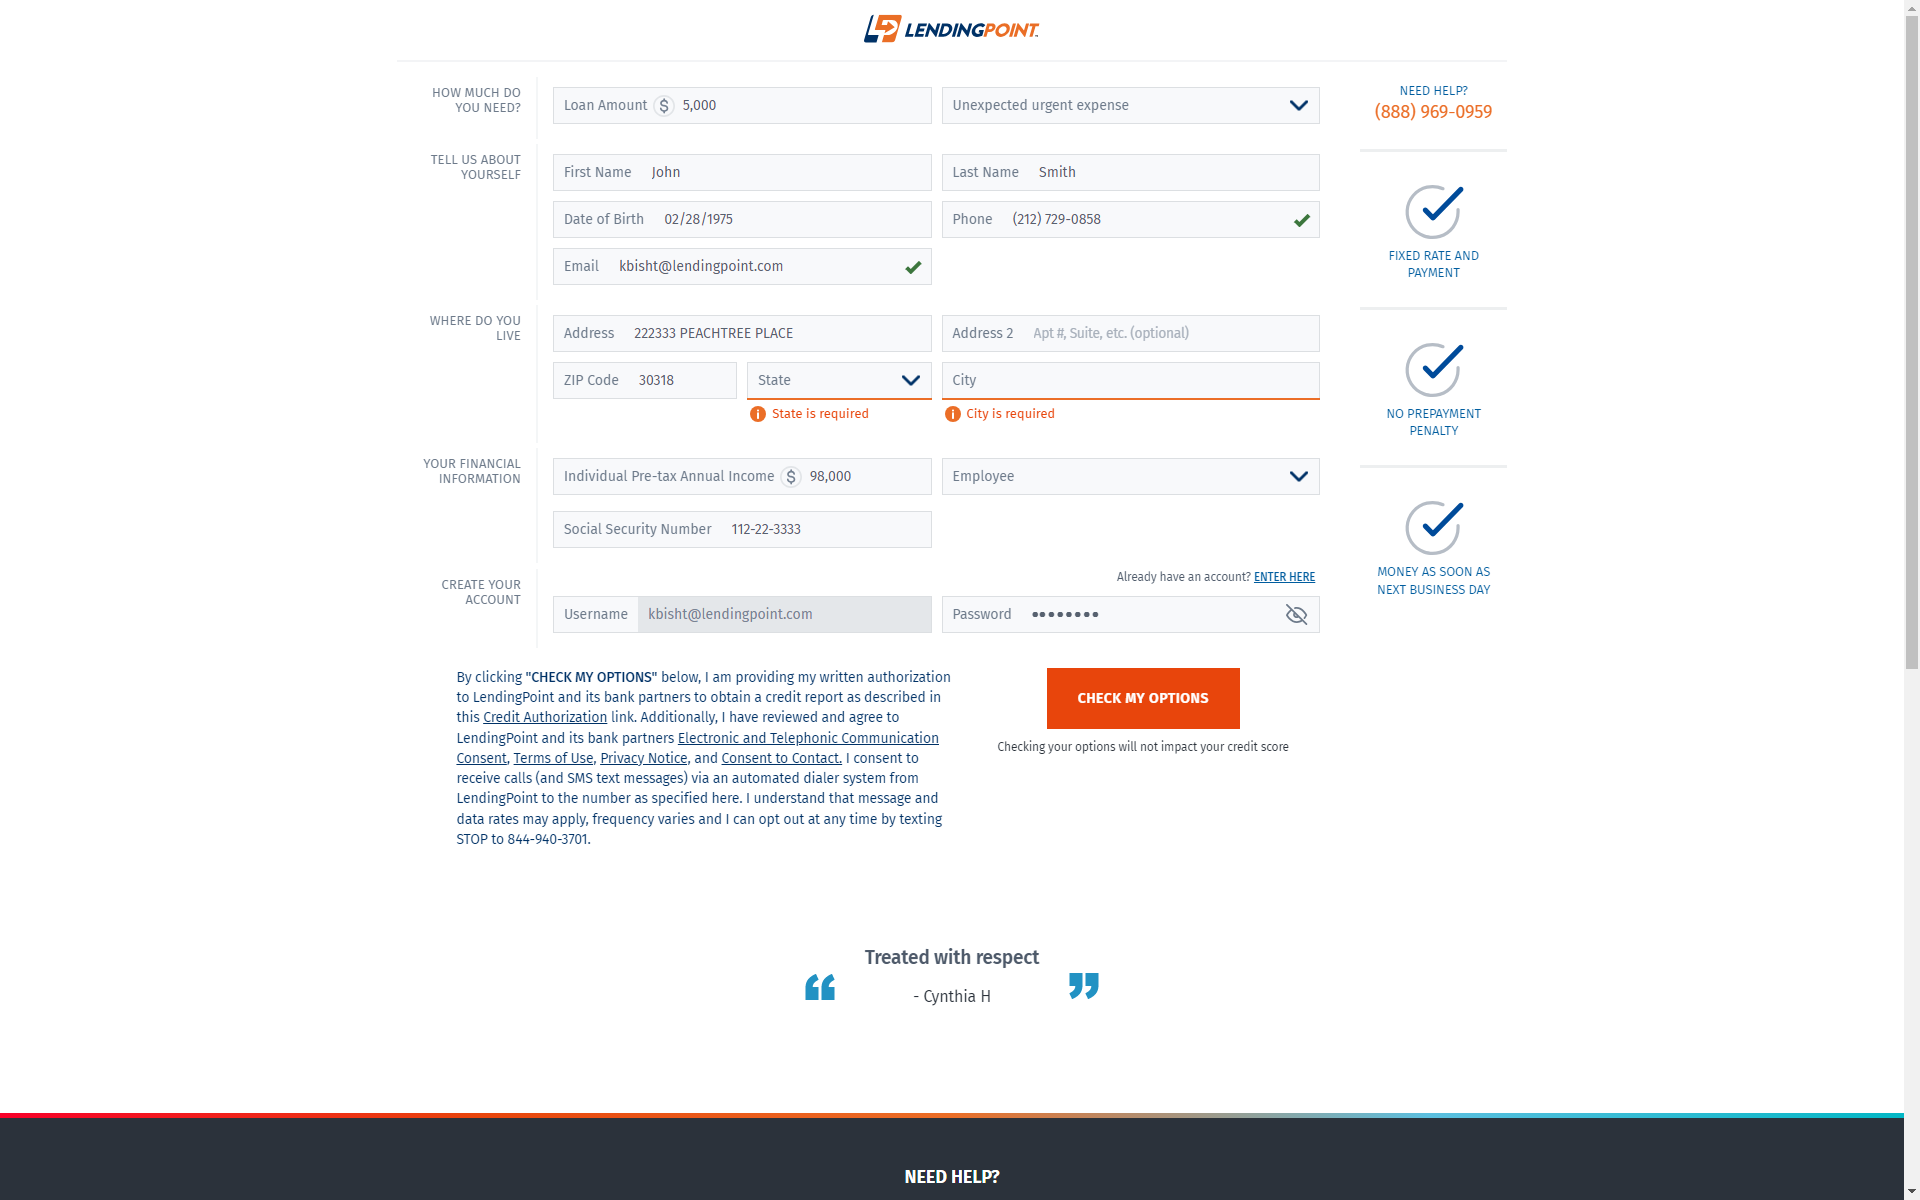 LENDINGPOINT
HOW MUCH DO
YOU NEED?
Loan Amount $ 5,000
Unexpected urgent expense
NEED HELP?
(888) 969-0959
TELL US ABOUT
YOURSELF
First Name John
Last Name Smith
Date of Birth 02/28/1975
Phone (212) 729-0858
Email kbisht@lendingpoint.com
FIXED RATE AND
PAYMENT
WHERE DO YOU
LIVE
Address 222333 PEACHTREE PLACE
Address 2 Apt #, Suite, etc. (optional)
ZIP Code 30318
State
City
State is required
City is required
NO PREPAYMENT
PENALTY
YOUR FINANCIAL
INFORMATION
Individual Pre-tax Annual Income $ 98,000
Employee
Social Security Number 112-22-3333
MONEY AS SOON AS
NEXT BUSINESS DAY
CREATE YOUR
ACCOUNT
Already have an account? ENTER HERE
Username kbisht@lendingpoint.com
Password ••••••••
By clicking "CHECK MY OPTIONS" below, I am providing my written authorization
to LendingPoint and its bank partners to obtain a credit report as described in
this Credit Authorization link. Additionally, I have reviewed and agree to
LendingPoint and its bank partners Electronic and Telephonic Communication
Consent, Terms of Use, Privacy Notice, and Consent to Contact. I consent to
receive calls (and SMS text messages) via an automated dialer system from
LendingPoint to the number as specified here. I understand that message and
data rates may apply, frequency varies and I can opt out at any time by texting
STOP to 844-940-3701.
CHECK MY OPTIONS
Checking your options will not impact your credit score
Treated with respect
- Cynthia H
NEED HELP?